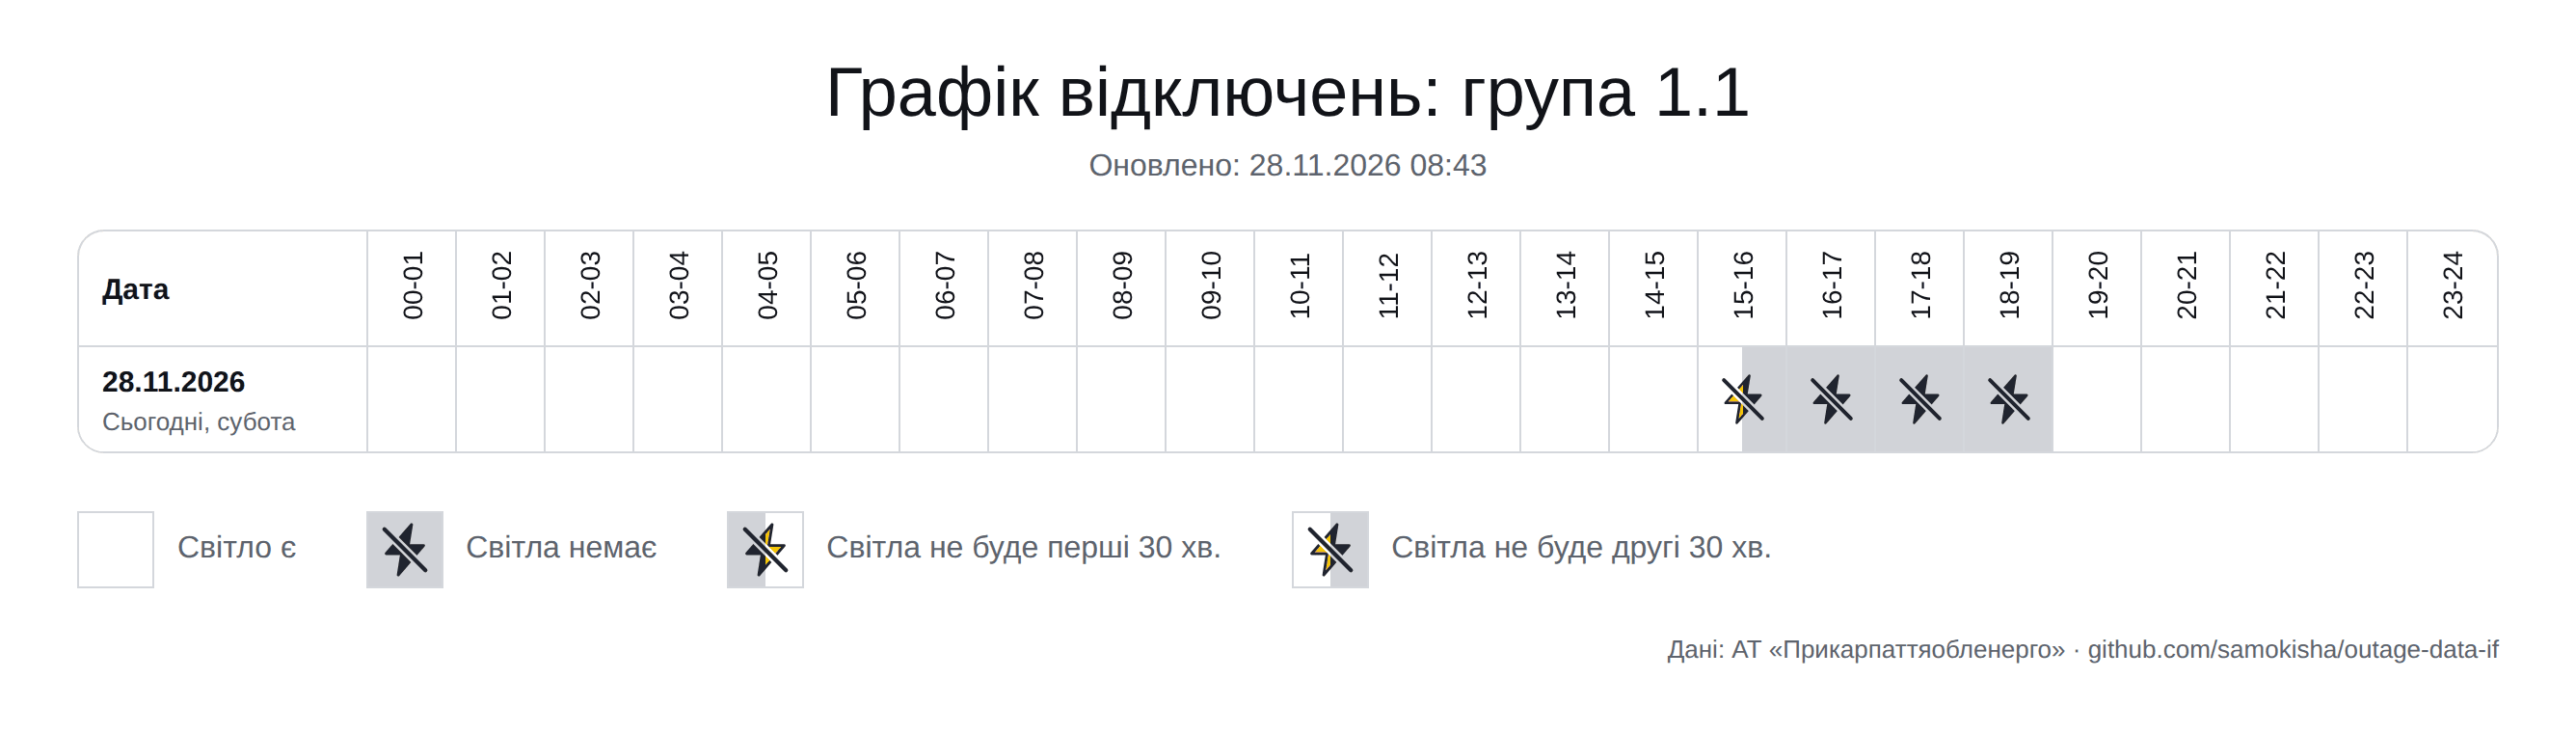 Графік відключень: група 1.1
Оновлено: 28.11.2026 08:43
Дата 00-01 01-02 02-03 03-04 04-05 05-06 06-07 07-08 08-09 09-10 10-11 11-12 12-13 13-14 14-15 15-16 16-17 17-18 18-19 19-20 20-21 21-22 22-23 23-24
28.11.2026
Сьогодні, субота
Світло є Світла немає Світла не буде перші 30 хв. Світла не буде другі 30 хв.
Дані: АТ «Прикарпаттяобленерго» · github.com/samokisha/outage-data-if